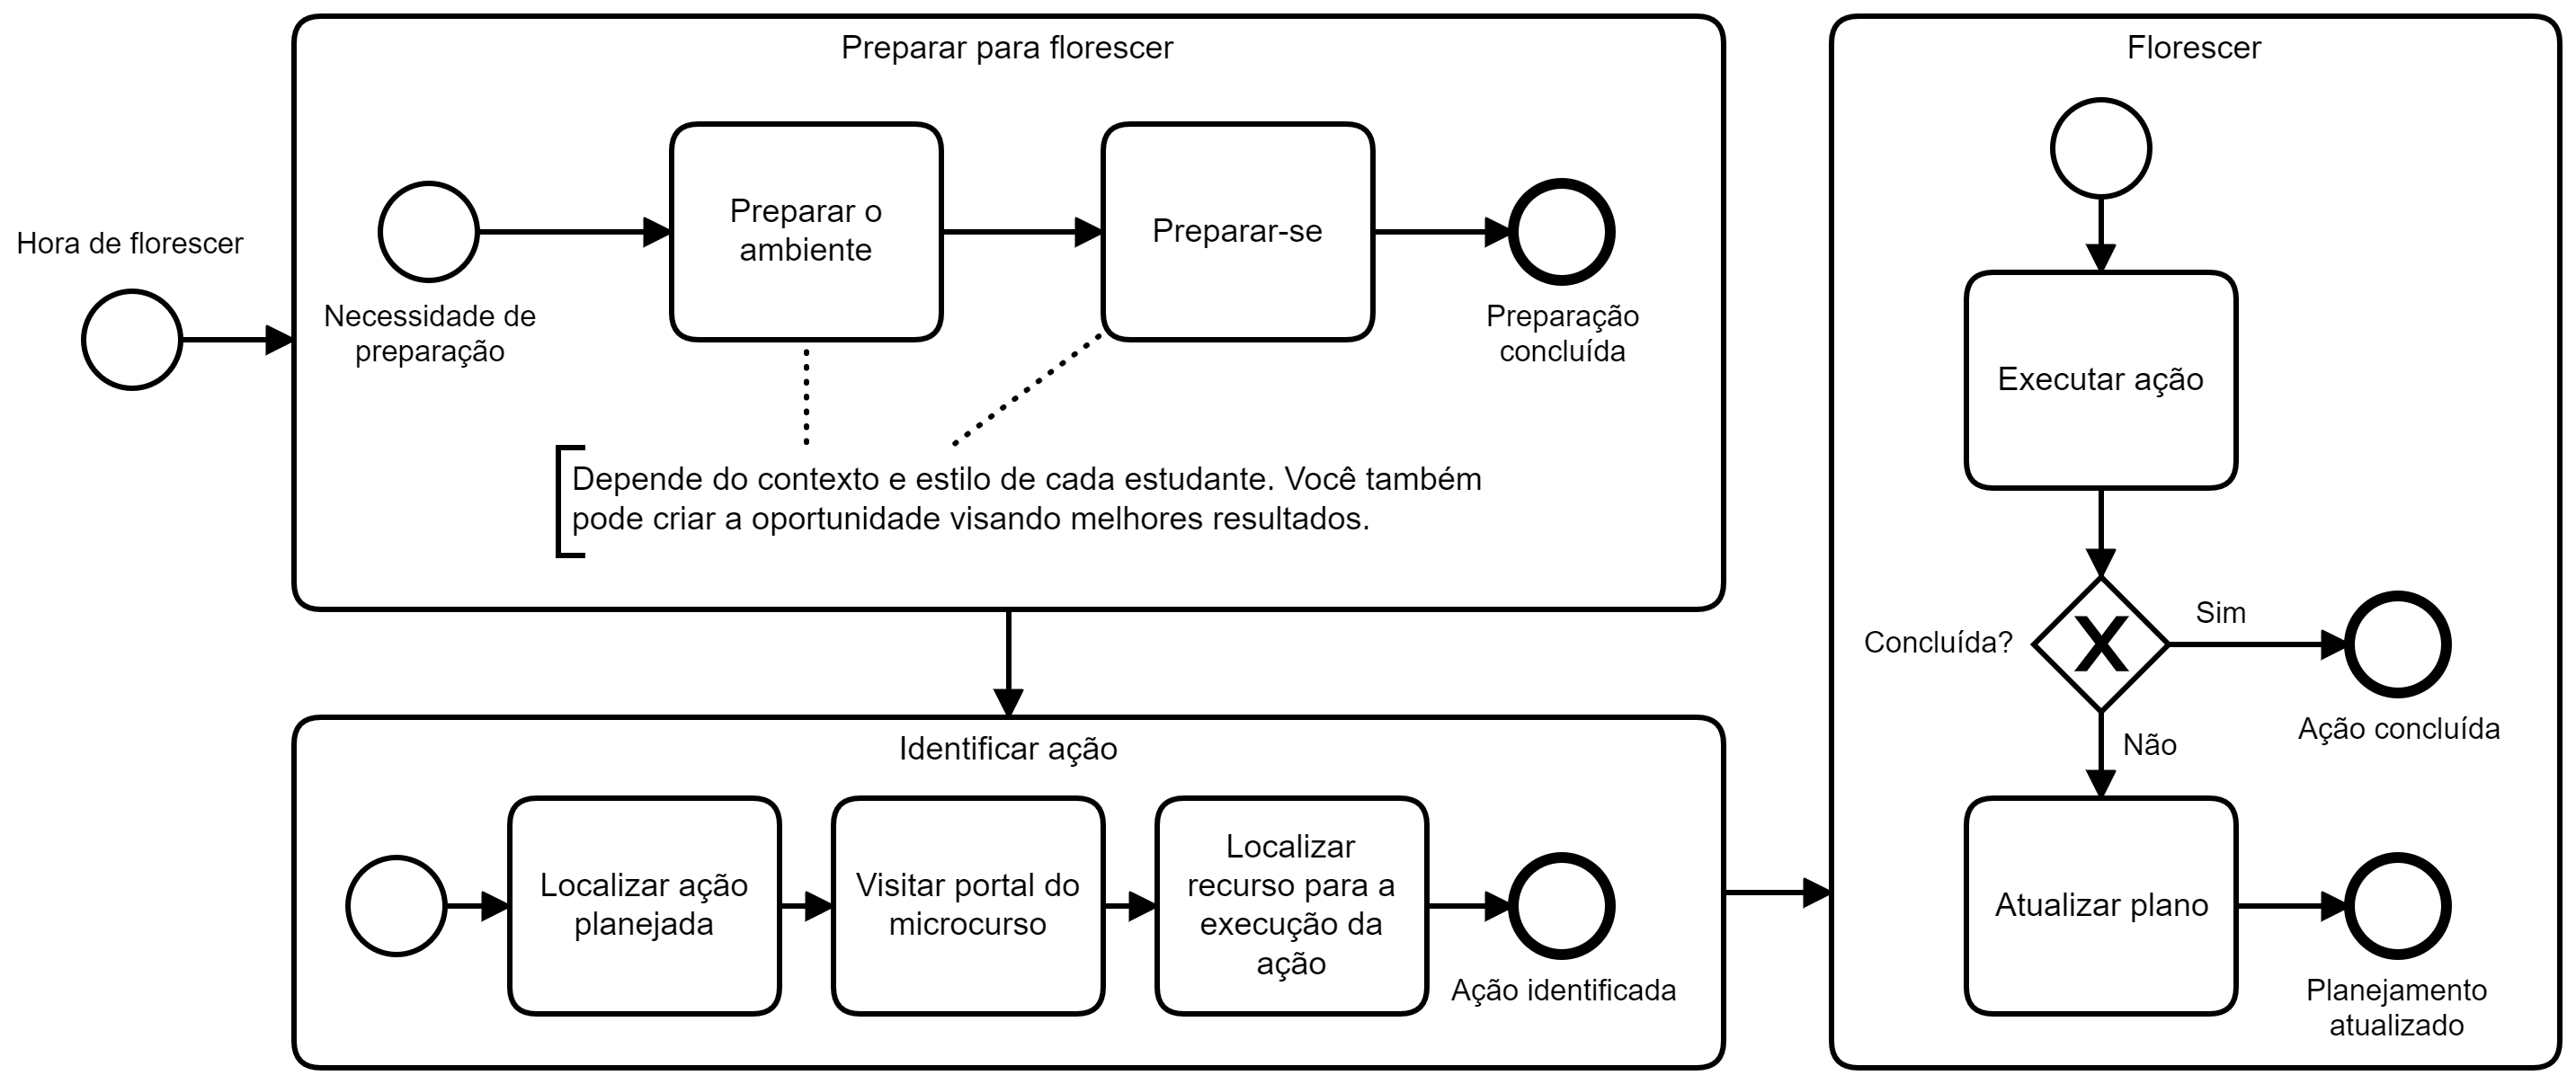 Hora de florescer
Preparar para florescer
Necessidade de
preparação
Preparar o
ambiente
Preparar-se
Preparação
concluída
Depende do contexto e estilo de cada estudante. Você também
pode criar a oportunidade visando melhores resultados.
Identificar ação
Localizar ação
planejada
Visitar portal do
microcurso
Localizar
recurso para a
execução da
ação
Ação identificada
Florescer
Executar ação
Concluída?
X
Sim
Ação concluída
Não
Atualizar plano
Planejamento
atualizado